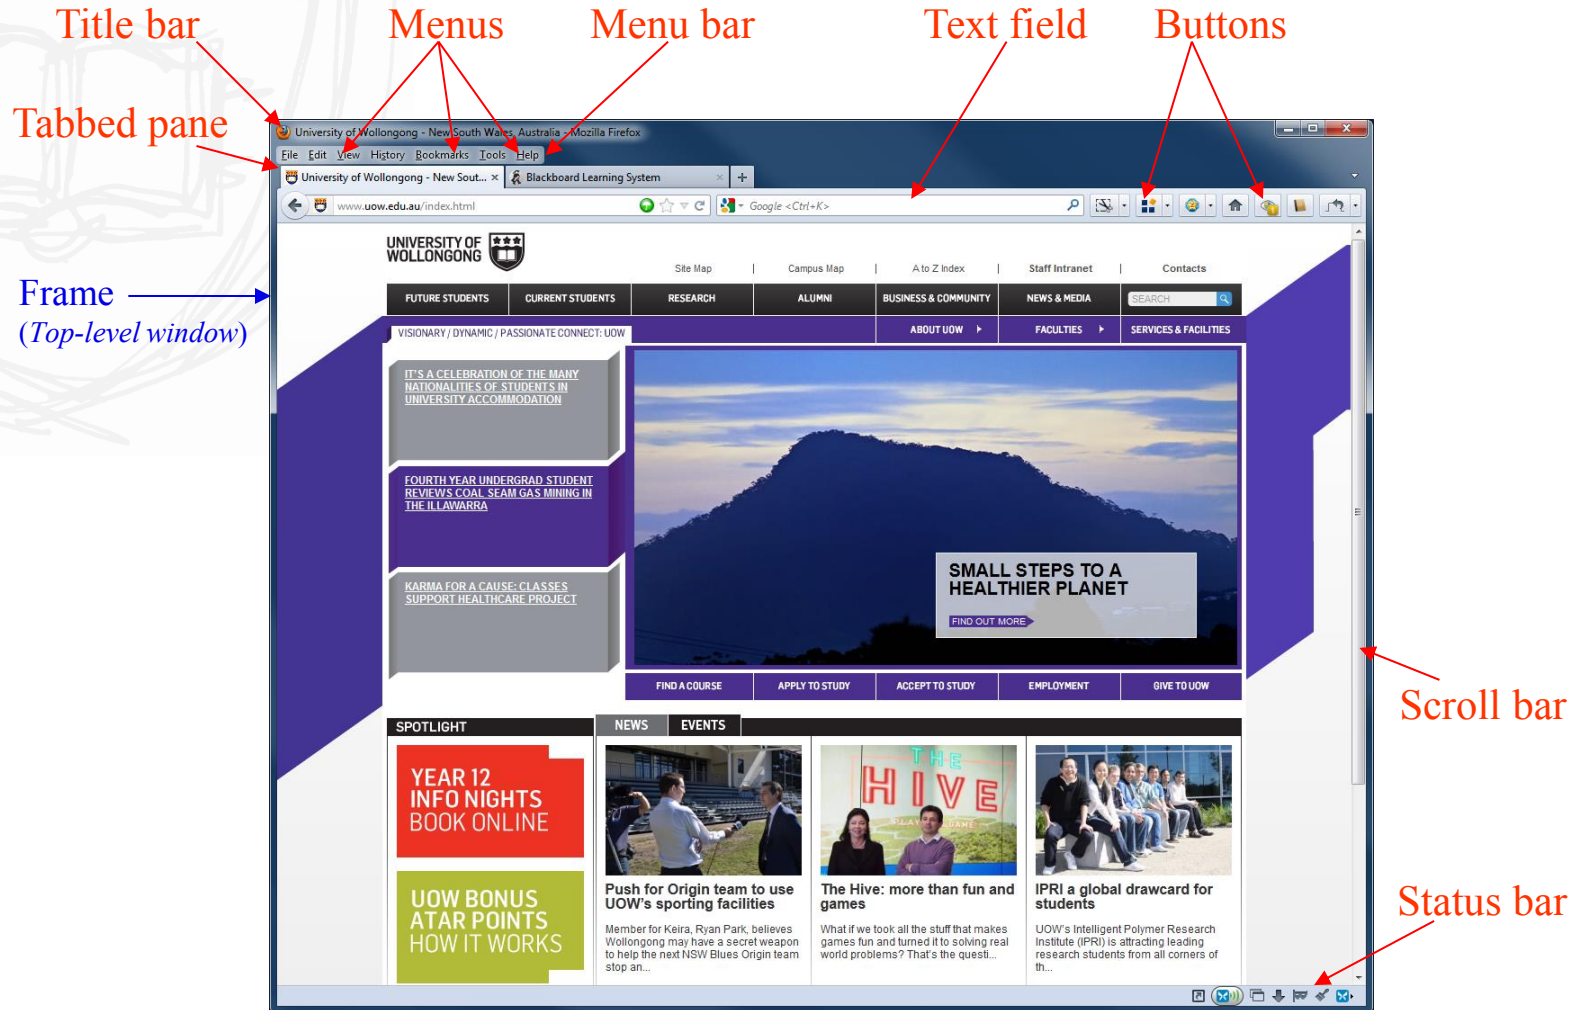 Title bar
Menus
Menu bar
Text field
Buttons
Tabbed pane
University of Wollongong - New South Wales, Australia - Mozilla Firefox
File Edit View History Bookmarks Tools Help
University of Wollongong - New Sout... × Blackboard Learning System × +
www.uow.edu.au/index.html
Google <Ctrl+K>
Frame
(Top-level window)
UNIVERSITY OF
WOLLONGONG
Site Map | Campus Map | A to Z Index | Staff Intranet | Contacts
FUTURE STUDENTS CURRENT STUDENTS RESEARCH ALUMNI BUSINESS & COMMUNITY NEWS & MEDIA SEARCH
VISIONARY / DYNAMIC / PASSIONATE CONNECT: UOW
ABOUT UOW FACULTIES SERVICES & FACILITIES
IT'S A CELEBRATION OF THE MANY
NATIONALITIES OF STUDENTS IN
UNIVERSITY ACCOMMODATION
FOURTH YEAR UNDERGRAD STUDENT
REVIEWS COAL SEAM GAS MINING IN
THE ILLAWARRA
KARMA FOR A CAUSE: CLASSES
SUPPORT HEALTHCARE PROJECT
SMALL STEPS TO A
HEALTHIER PLANET
FIND OUT MORE
FIND A COURSE APPLY TO STUDY ACCEPT TO STUDY EMPLOYMENT GIVE TO UOW
Scroll bar
SPOTLIGHT
NEWS EVENTS
YEAR 12
INFO NIGHTS
BOOK ONLINE
THE
HIVE
UOW BONUS
ATAR POINTS
HOW IT WORKS
Push for Origin team to use
UOW's sporting facilities
Member for Keira, Ryan Park, believes
Wollongong may have a secret weapon
to help the next NSW Blues Origin team
stop an...
The Hive: more than fun and
games
What if we took all the stuff that makes
games fun and turned it to solving real
world problems? That's the questi...
IPRI a global drawcard for
students
UOW's Intelligent Polymer Research
Institute (IPRI) is attracting leading
research students from all corners of
th...
Status bar